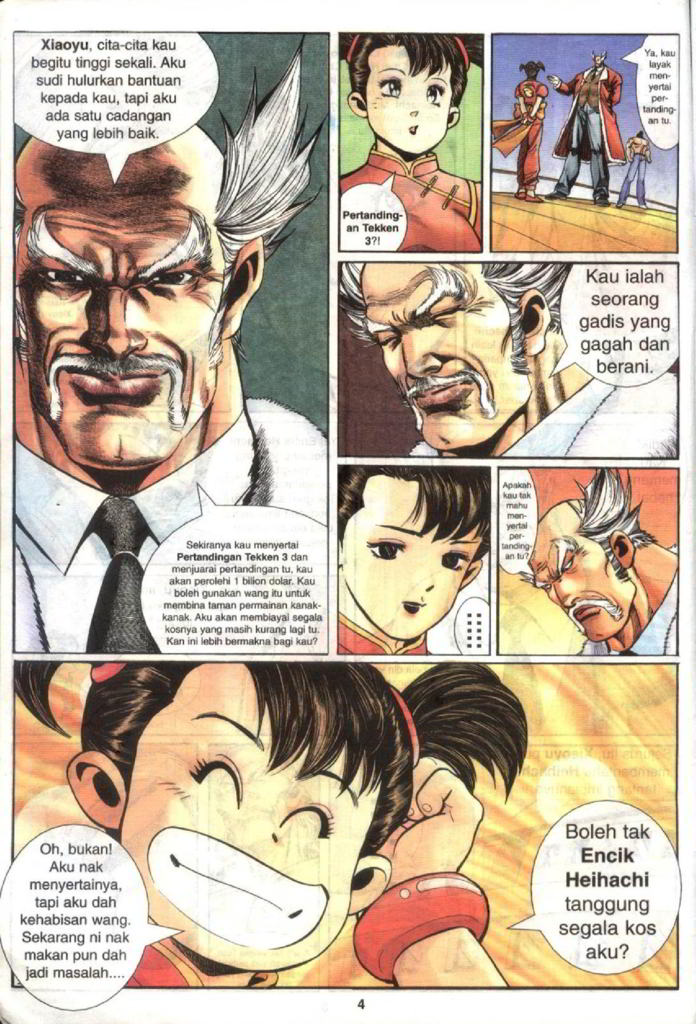 Xiaoyu, cita-cita kau
begitu tinggi sekali. Aku
sudi hulurkan bantuan
kepada kau, tapi aku
ada satu cadangan
yang lebih baik.
Sekiranya kau menyertai
Pertandingan Tekken 3 dan
menjuarai pertandingan tu, kau
akan perolehi 1 bilion dolar. Kau
boleh gunakan wang itu untuk
membina taman permainan kanak-
kanak. Aku akan membiayai segala
kosnya yang masih kurang lagi tu.
Kan ini lebih bermakna bagi kau?
Pertanding-
an Tekken
3?!
Ya, kau
layak
men-
yertai
per-
tanding-
an tu.
Kau ialah
seorang
gadis yang
gagah dan
berani.
Apakah
kau tak
mahu
men-
yertai
per-
tanding-
an tu?
Oh, bukan!
Aku nak
menyertainya,
tapi aku dah
kehabisan wang.
Sekarang ni nak
makan pun dah
jadi masalah....
Boleh tak
Encik
Heihachi
tanggung
segala kos
aku?
4